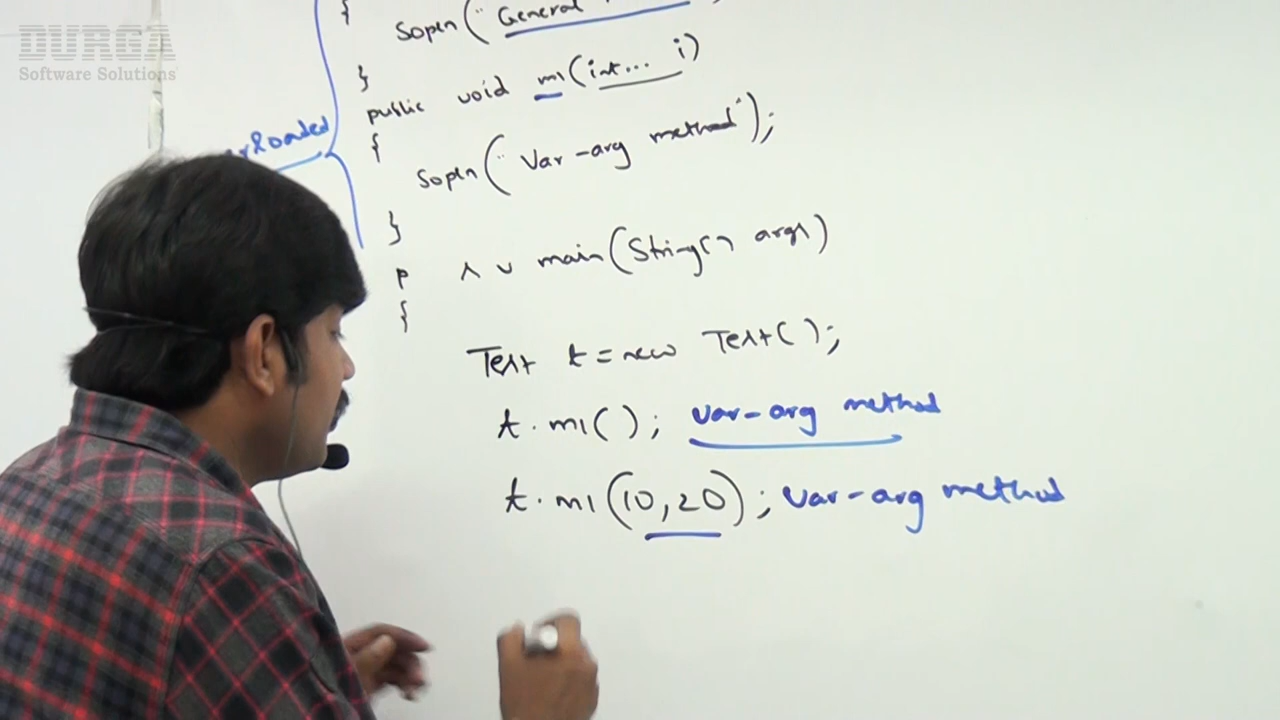 DURGA
Software Solutions
{
Sopln(" General
}
public void m1(int... i)
{
Sopln(" Var-arg method");
}
p s v main(String[] args)
{
Test t = new Test();
t.m1(); var-arg method
t.m1(10,20); var-arg method